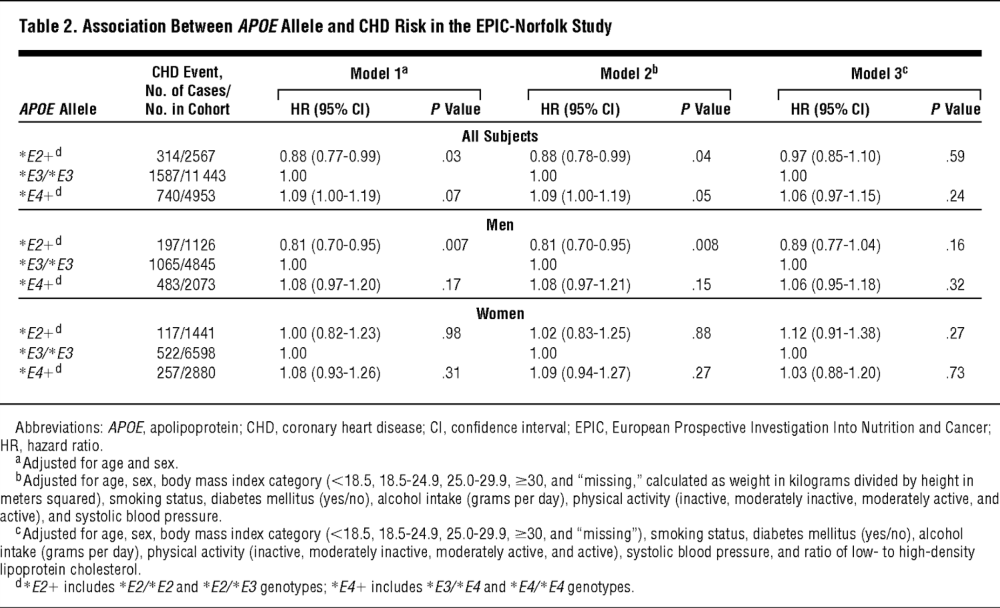 Table 2. Association Between APOE Allele and CHD Risk in the EPIC-Norfolk Study
CHD Event, Model 1a Model 2b Model 3c
No. of Cases/
APOE Allele No. in Cohort HR (95% CI) P Value HR (95% CI) P Value HR (95% CI) P Value
All Subjects
*E2+d 314/2567 0.88 (0.77-0.99) .03 0.88 (0.78-0.99) .04 0.97 (0.85-1.10) .59
*E3/*E3 1587/11 443 1.00 1.00 1.00
*E4+d 740/4953 1.09 (1.00-1.19) .07 1.09 (1.00-1.19) .05 1.06 (0.97-1.15) .24
Men
*E2+d 197/1126 0.81 (0.70-0.95) .007 0.81 (0.70-0.95) .008 0.89 (0.77-1.04) .16
*E3/*E3 1065/4845 1.00 1.00 1.00
*E4+d 483/2073 1.08 (0.97-1.20) .17 1.08 (0.97-1.21) .15 1.06 (0.95-1.18) .32
Women
*E2+d 117/1441 1.00 (0.82-1.23) .98 1.02 (0.83-1.25) .88 1.12 (0.91-1.38) .27
*E3/*E3 522/6598 1.00 1.00 1.00
*E4+d 257/2880 1.08 (0.93-1.26) .31 1.09 (0.94-1.27) .27 1.03 (0.88-1.20) .73
Abbreviations: APOE, apolipoprotein; CHD, coronary heart disease; CI, confidence interval; EPIC, European Prospective Investigation Into Nutrition and Cancer;
HR, hazard ratio.
aAdjusted for age and sex.
bAdjusted for age, sex, body mass index category (<18.5, 18.5-24.9, 25.0-29.9, ≥30, and “missing,” calculated as weight in kilograms divided by height in
meters squared), smoking status, diabetes mellitus (yes/no), alcohol intake (grams per day), physical activity (inactive, moderately inactive, moderately active, and
active), and systolic blood pressure.
cAdjusted for age, sex, body mass index category (<18.5, 18.5-24.9, 25.0-29.9, ≥30, and “missing”), smoking status, diabetes mellitus (yes/no), alcohol
intake (grams per day), physical activity (inactive, moderately inactive, moderately active, and active), systolic blood pressure, and ratio of low- to high-density
lipoprotein cholesterol.
d*E2+ includes *E2/*E2 and *E2/*E3 genotypes; *E4+ includes *E3/*E4 and *E4/*E4 genotypes.